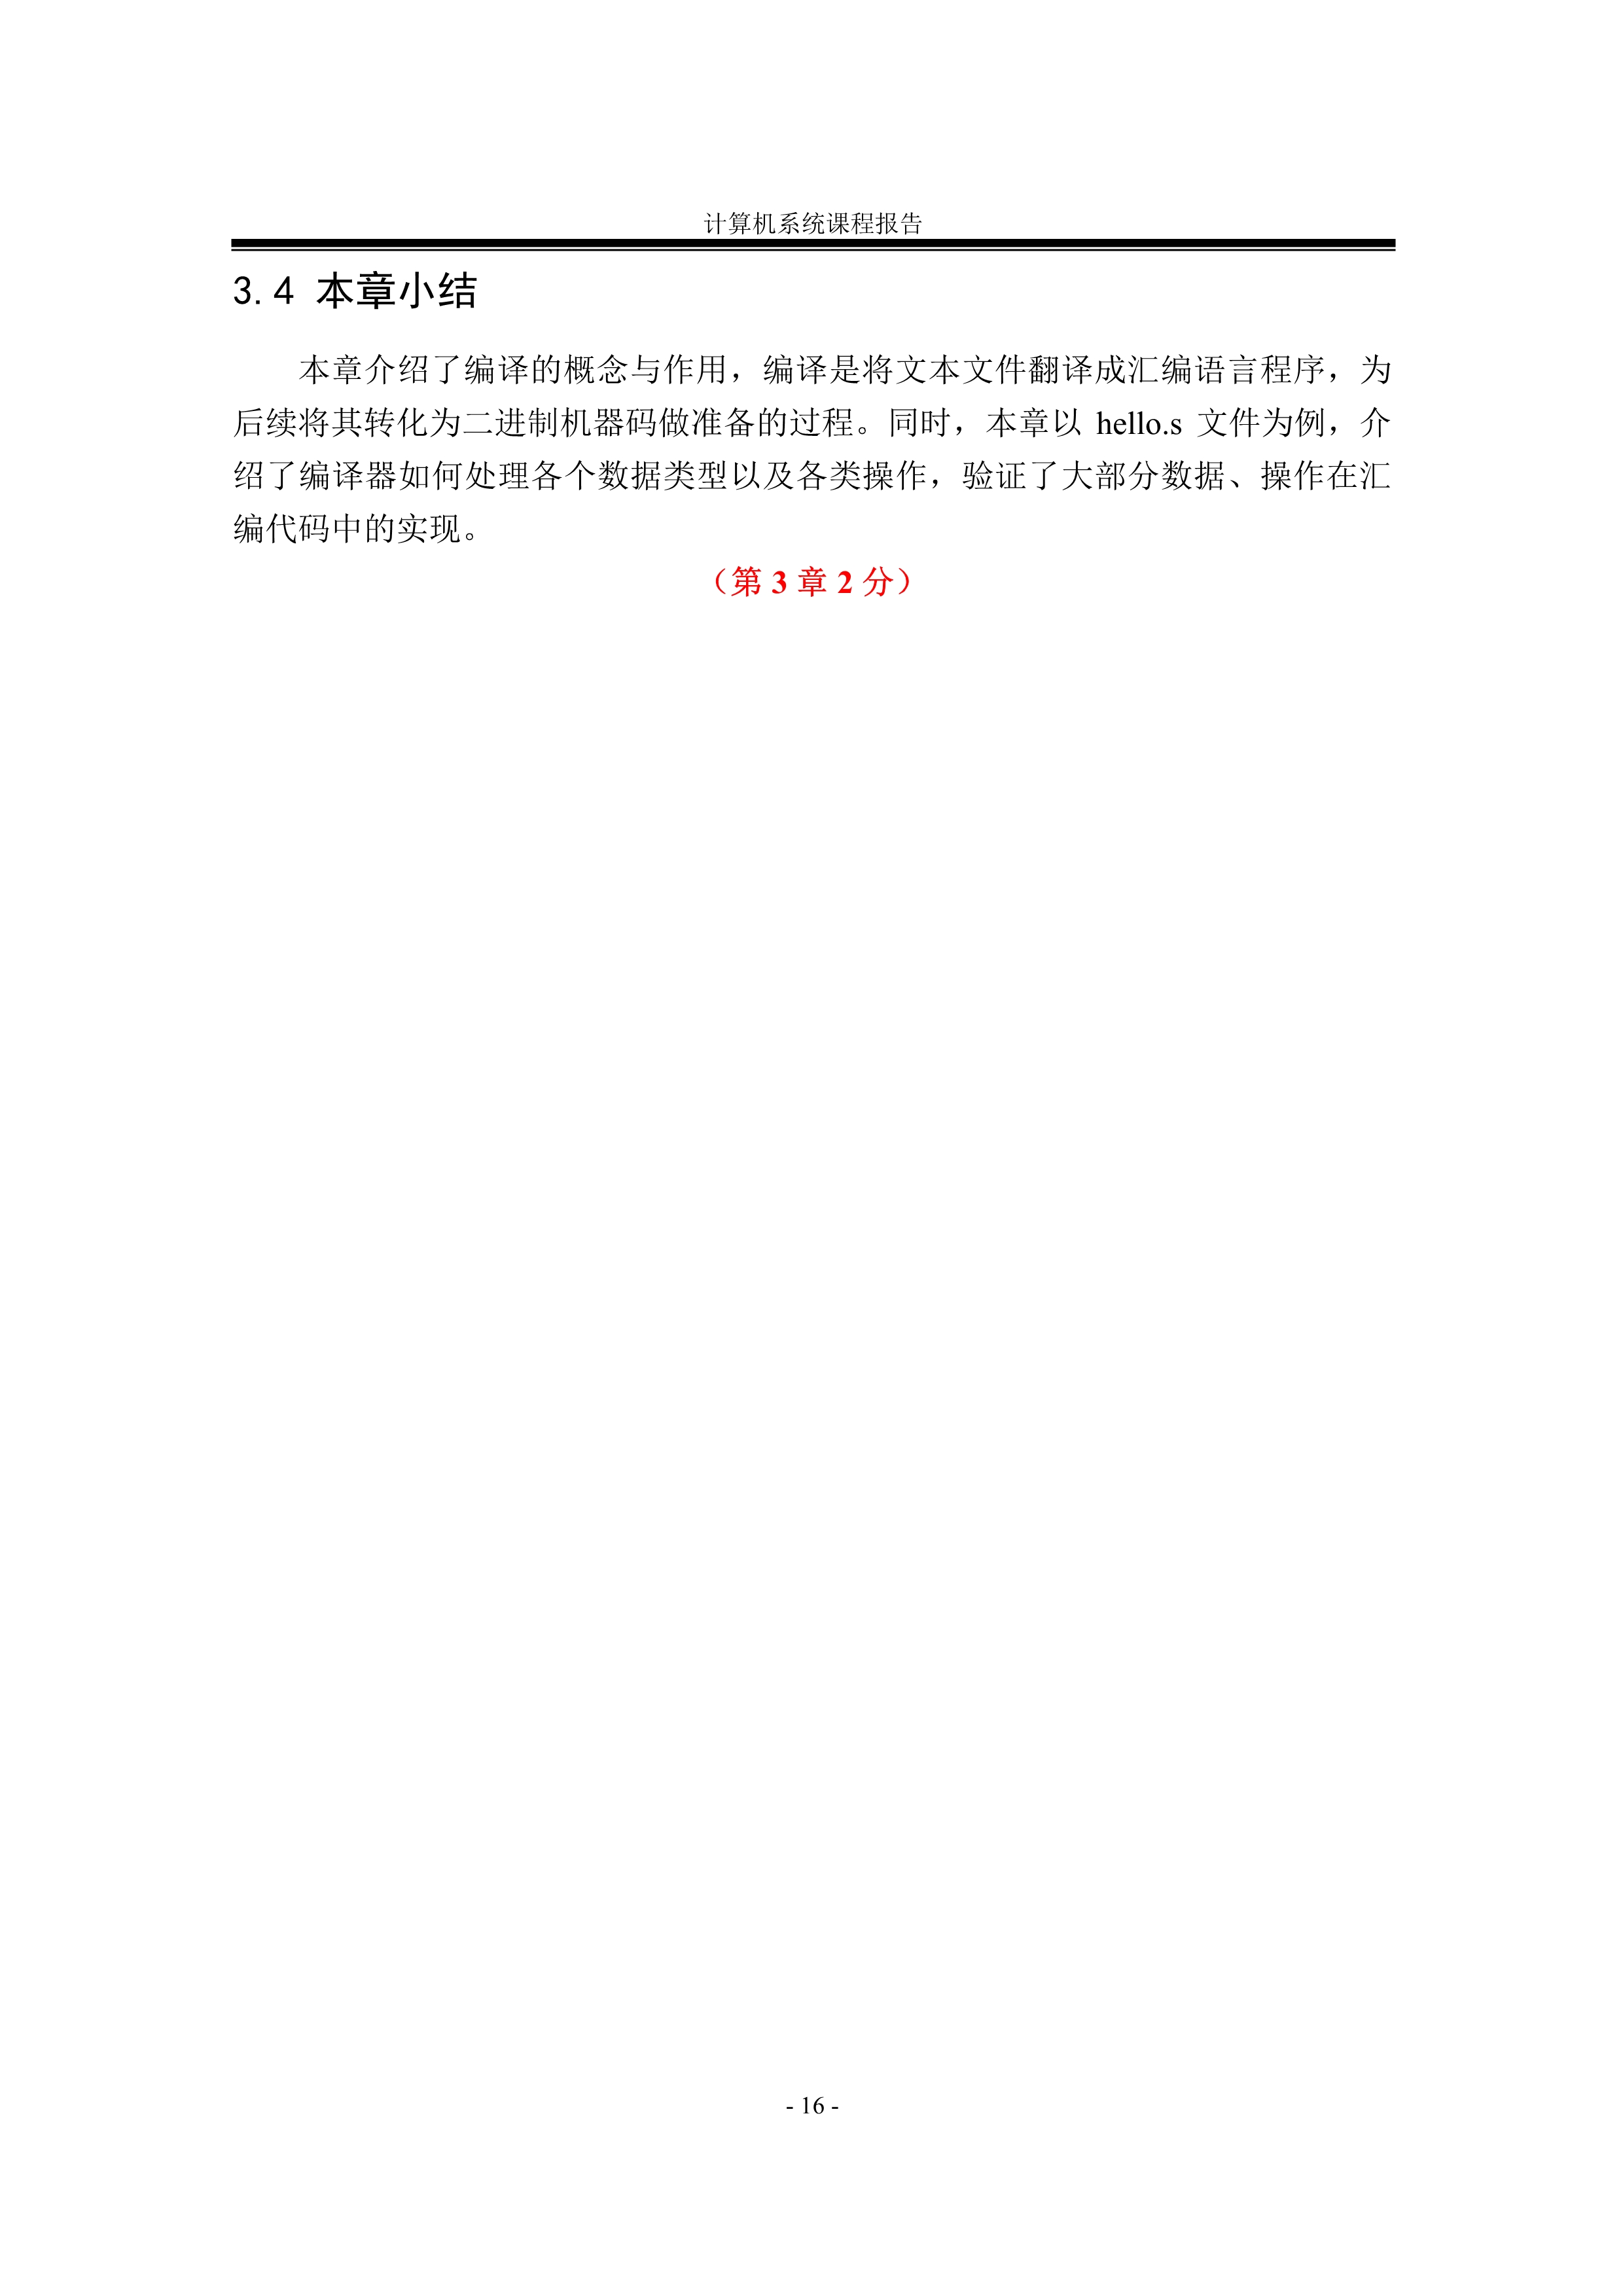 计算机系统课程报告
3.4 本章小结
本章介绍了编译的概念与作用，编译是将文本文件翻译成汇编语言程序，为
后续将其转化为二进制机器码做准备的过程。同时，本章以 hello.s 文件为例，介
绍了编译器如何处理各个数据类型以及各类操作，验证了大部分数据、操作在汇
编代码中的实现。
（第 3 章 2 分）
- 16 -